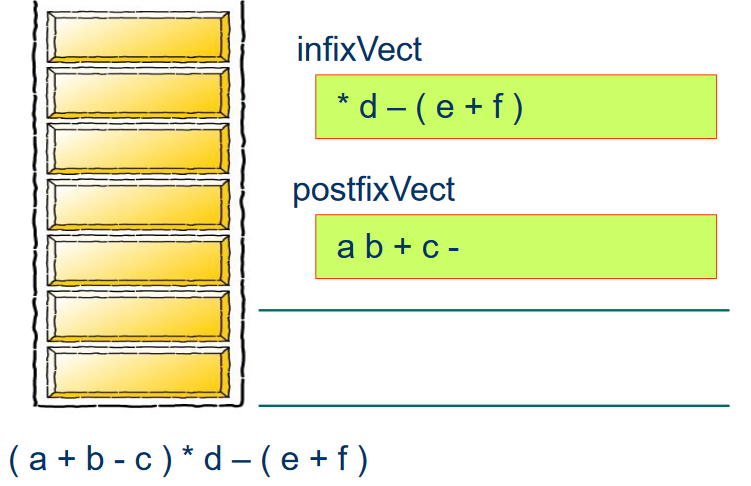 infixVect
* d – ( e + f )
postfixVect
a b + c -
( a + b - c ) * d – ( e + f )